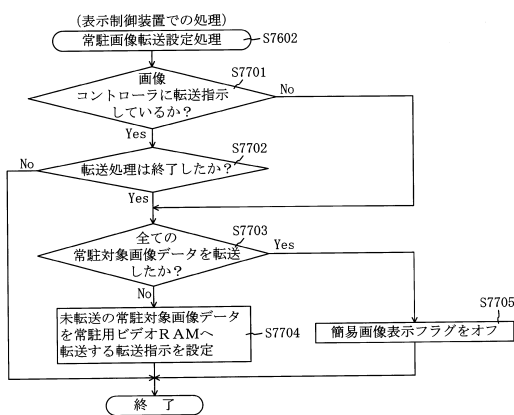 (表示制御装置での処理)
常駐画像転送設定処理
S7602
画像
コントローラに転送指示
しているか?
S7701
No
Yes
転送処理は終了したか?
S7702
No
Yes
全ての
常駐対象画像データを転送
したか?
S7703
Yes
No
未転送の常駐対象画像データ
を常駐用ビデオRAMへ
転送する転送指示を設定
S7704
簡易画像表示フラグをオフ
S7705
終 了